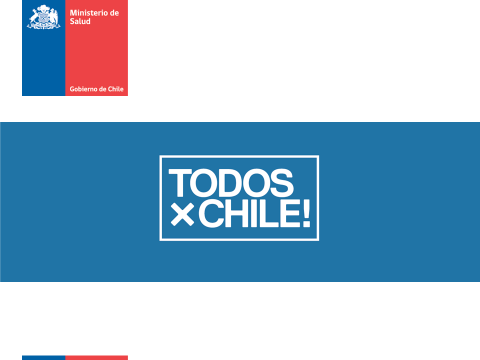 Ministerio de
Salud
Gobierno de Chile
TODOS
×CHILE!